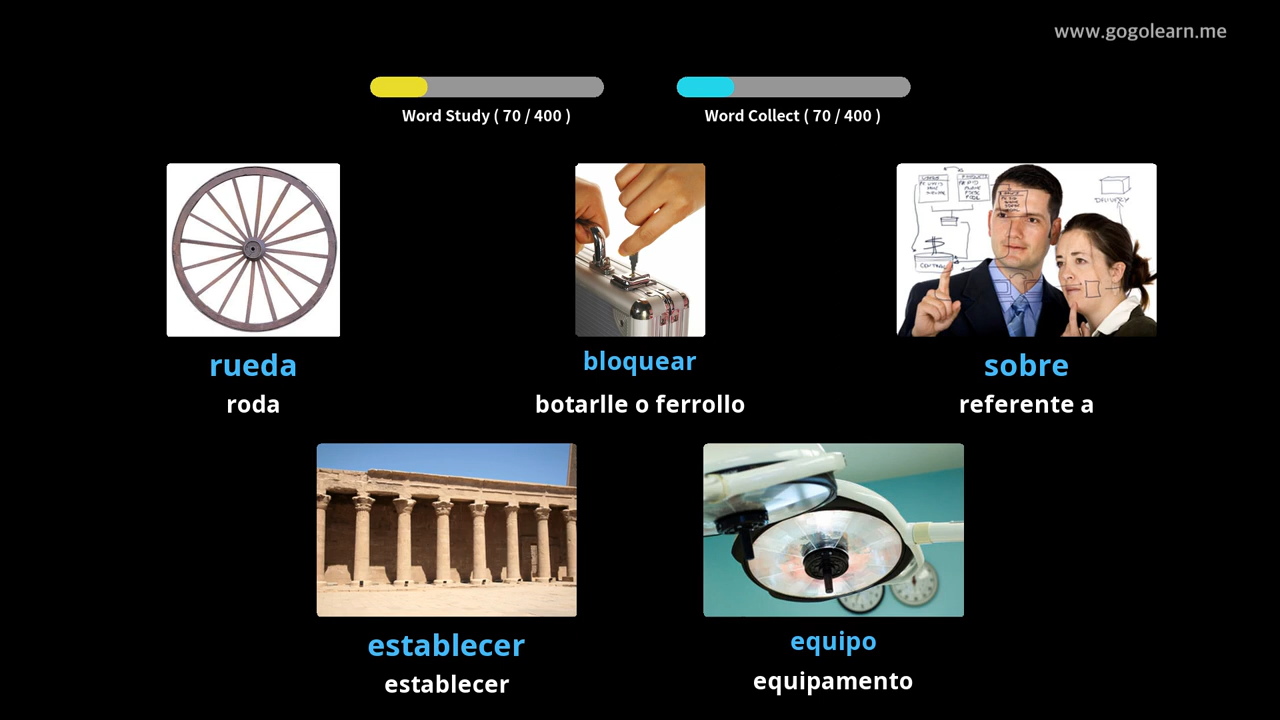 www.gogolearn.me
Word Study ( 70 / 400 )
Word Collect ( 70 / 400 )
rueda
roda
bloquear
botarlle o ferrollo
sobre
referente a
establecer
establecer
equipo
equipamento